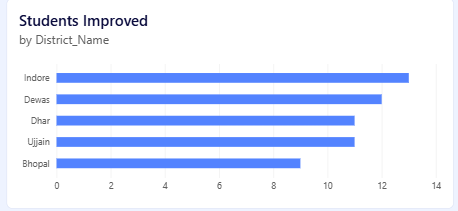 Students Improved
by District_Name
Indore
Dewas
Dhar
Ujjain
Bhopal
0 2 4 6 8 10 12 14